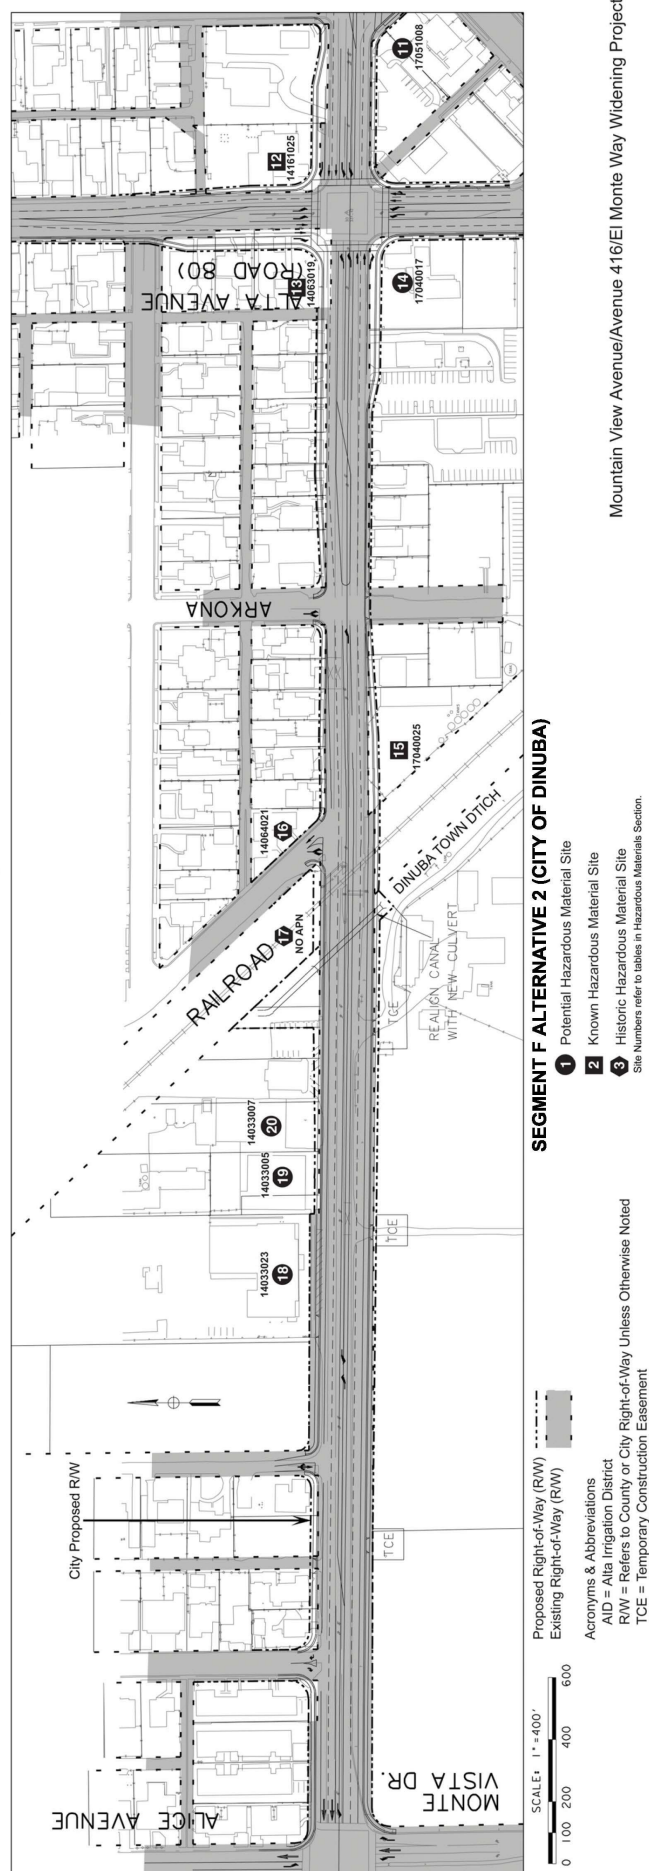 Mountain View Avenue/Avenue 416/El Monte Way Widening Project
City Proposed R/W
ALICE AVENUE
MONTE
VISTA DR.
TCE
18
14033023
TCE
19
14033005
20
14033007
RAILROAD
17
NO APN
16
14064021
TCE
REALIGN CANAL
WITH NEW CULVERT
DINUBA TOWN DTICH
15
17040025
ARKONA
ALTA AVENUE
(ROAD 80)
13
14063019
12
14161025
14
17040017
11
17051008
SEGMENT F ALTERNATIVE 2 (CITY OF DINUBA)
1 Potential Hazardous Material Site
2 Known Hazardous Material Site
3 Historic Hazardous Material Site
Site Numbers refer to tables in Hazardous Materials Section.
Proposed Right-of-Way (R/W)
Existing Right-of-Way (R/W)
Acronyms & Abbreviations
AID = Alta Irrigation District
R/W = Refers to County or City Right-of-Way Unless Otherwise Noted
TCE = Temporary Construction Easement
SCALE: 1"=400'
0 100 200 400 600